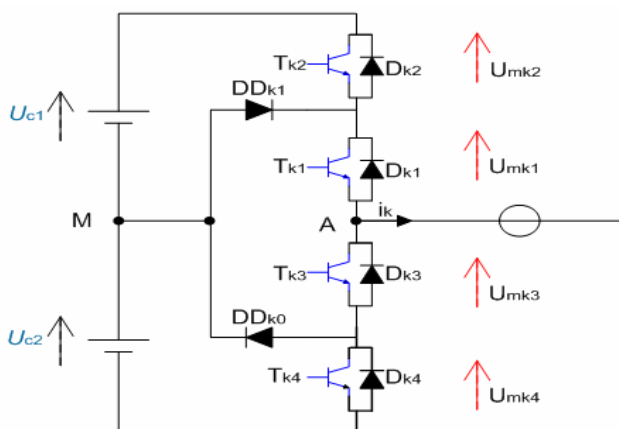 Tk2
Dk2
Umk2
DDk1
Uc1
Tk1
Dk1
Umk1
M
A
ik
Tk3
Dk3
Umk3
DDk0
Uc2
Tk4
Dk4
Umk4